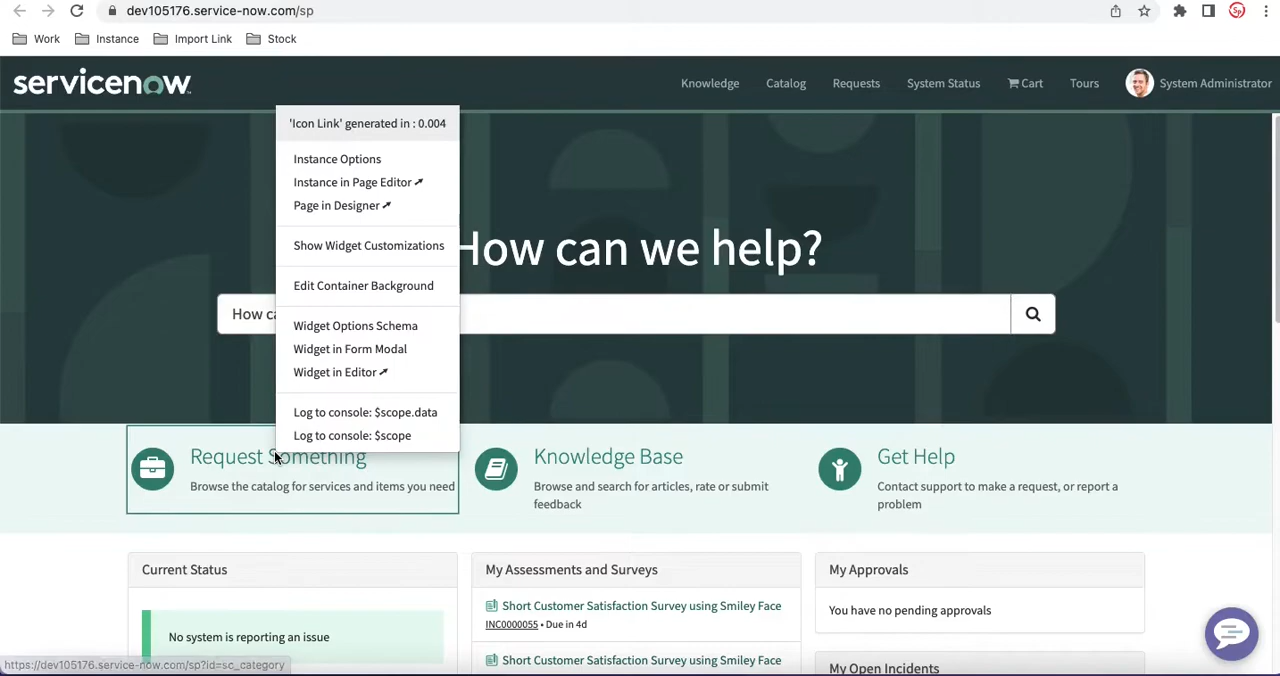 dev105176.service-now.com/sp
Sp
Work
Instance
Import Link
Stock
servicenow
Knowledge
Catalog
Requests
System Status
Cart
Tours
System Administrator
'Icon Link' generated in : 0.004
Instance Options
Instance in Page Editor ➚
Page in Designer ➚
Show Widget Customizations
Edit Container Background
Widget Options Schema
Widget in Form Modal
Widget in Editor ➚
Log to console: $scope.data
Log to console: $scope
How can we help?
How ca
Request Something
Browse the catalog for services and items you need
Knowledge Base
Browse and search for articles, rate or submit
feedback
Get Help
Contact support to make a request, or report a
problem
Current Status
No system is reporting an issue
My Assessments and Surveys
Short Customer Satisfaction Survey using Smiley Face
INC0000055 • Due in 4d
Short Customer Satisfaction Survey using Smiley Face
My Approvals
You have no pending approvals
My Open Incidents
https://dev105176.service-now.com/sp?id=sc_category